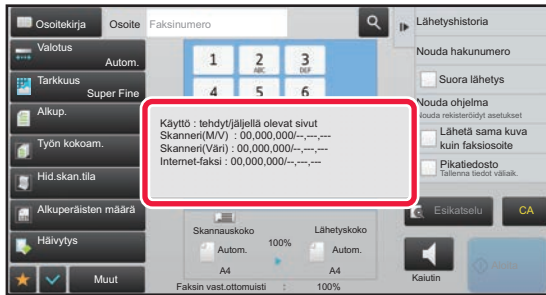 Osoitekirja
Osoite
Faksinumero
Lähetyshistoria
Valotus
Autom.
Tarkkuus
Super Fine
Alkup.
Työn kokoam.
Hid.skan.tila
Alkuperäisten määrä
Häivytys
Muut
1
2
ABC
3
DEF
4
5
6
Käyttö : tehdyt/jäljellä olevat sivut
Skanneri(M/V) : 00,000,000/--,---,---
Skanneri(Väri) : 00,000,000/--,---,---
Internet-faksi : 00,000,000/--,---,---
Skannauskoko
Lähetyskoko
100%
Autom.
Autom.
A4
A4
Faksin vast.ottomuisti : 100%
Nouda hakunumero
Suora lähetys
Nouda ohjelma
Nouda rekisteröidyt asetukset
Lähetä sama kuva
kuin faksiosoite
Pikatiedosto
Tallenna tiedot väliaik.
Esikatselu
CA
Kaiutin
Aloita